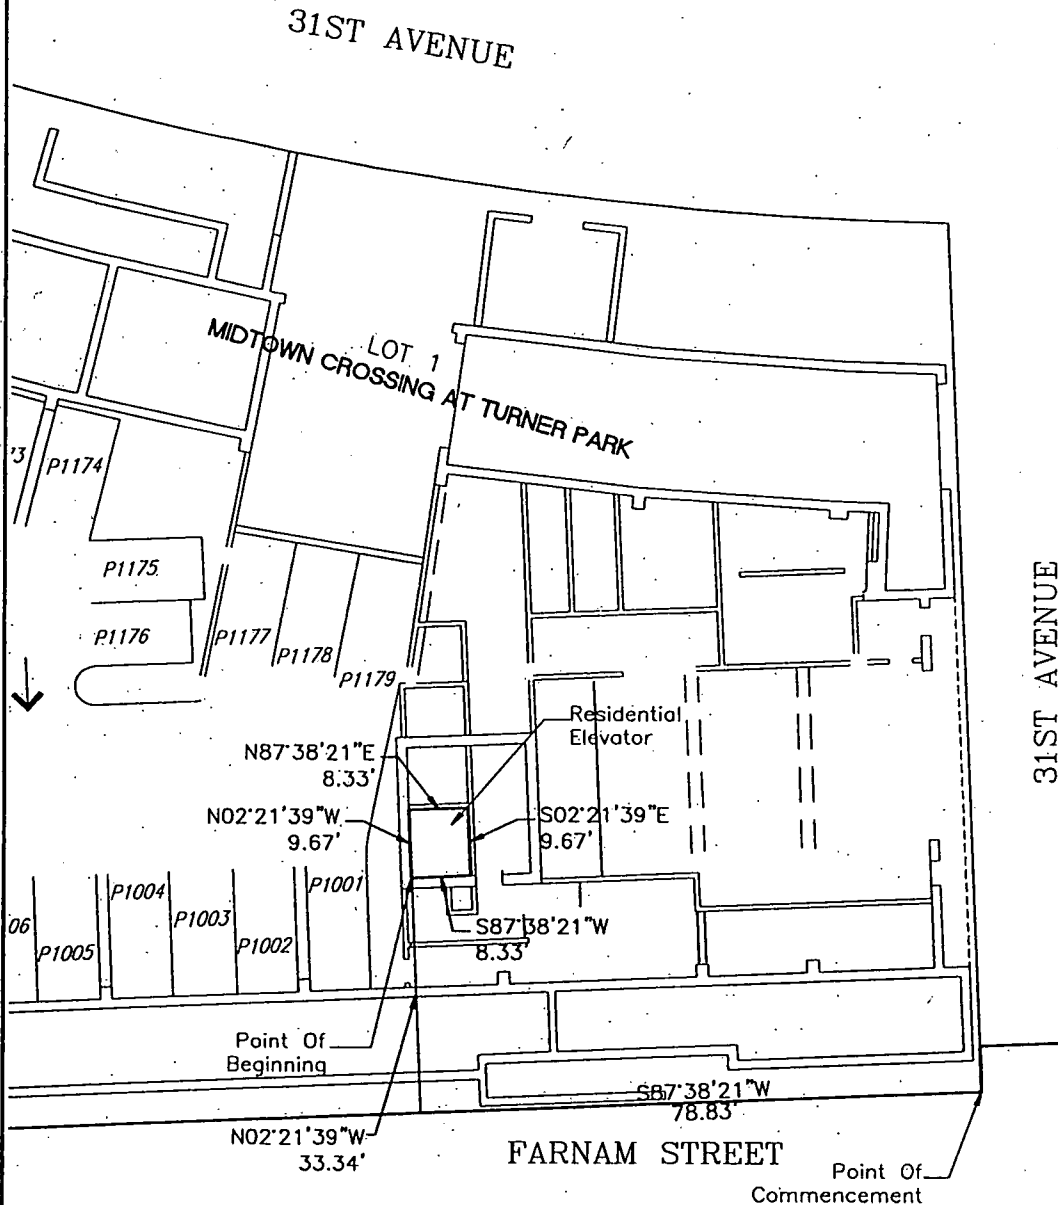 31ST AVENUE
LOT 1
MIDTOWN CROSSING AT TURNER PARK
P1174
P1175
P1176
P1177
P1178
P1179
31ST AVENUE
Residential
Elevator
N87°38'21"E
8.33'
N02°21'39"W
9.67'
S02°21'39"E
9.67'
P1001
P1004
P1003
P1002
P1005
06
S87°38'21"W
8.33'
Point Of
Beginning
S87°38'21"W
78.83'
N02°21'39"W
33.34'
FARNAM STREET
Point Of
Commencement